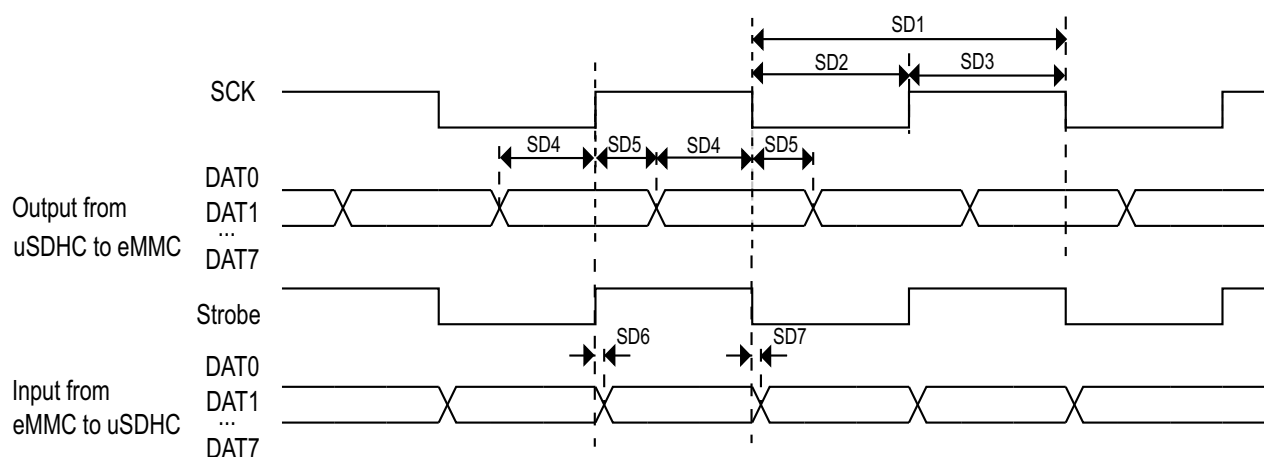 SD1
SD2
SD3
SCK
SD4
SD5
SD4
SD5
DAT0
Output from
DAT1
...
uSDHC to eMMC
DAT7
Strobe
SD6
SD7
DAT0
Input from
DAT1
...
eMMC to uSDHC
DAT7